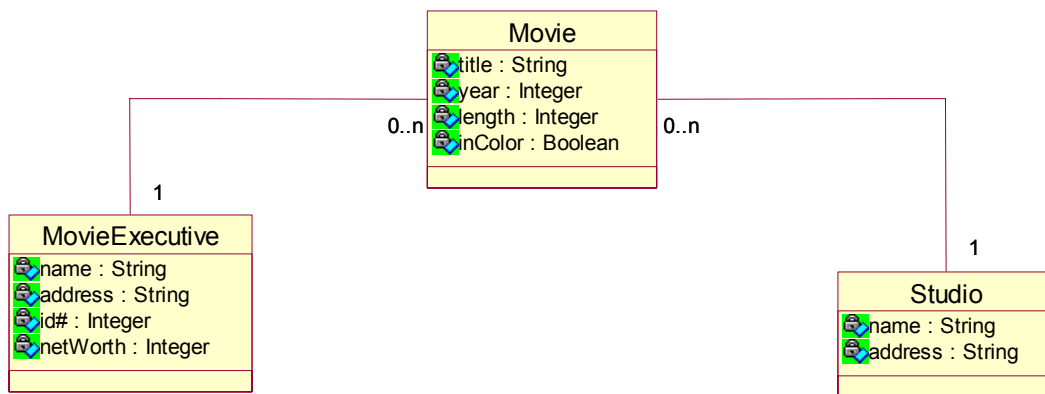 Movie
title : String
year : Integer
length : Integer
inColor : Boolean
0..n
0..n
1
1
MovieExecutive
name : String
address : String
id# : Integer
netWorth : Integer
Studio
name : String
address : String